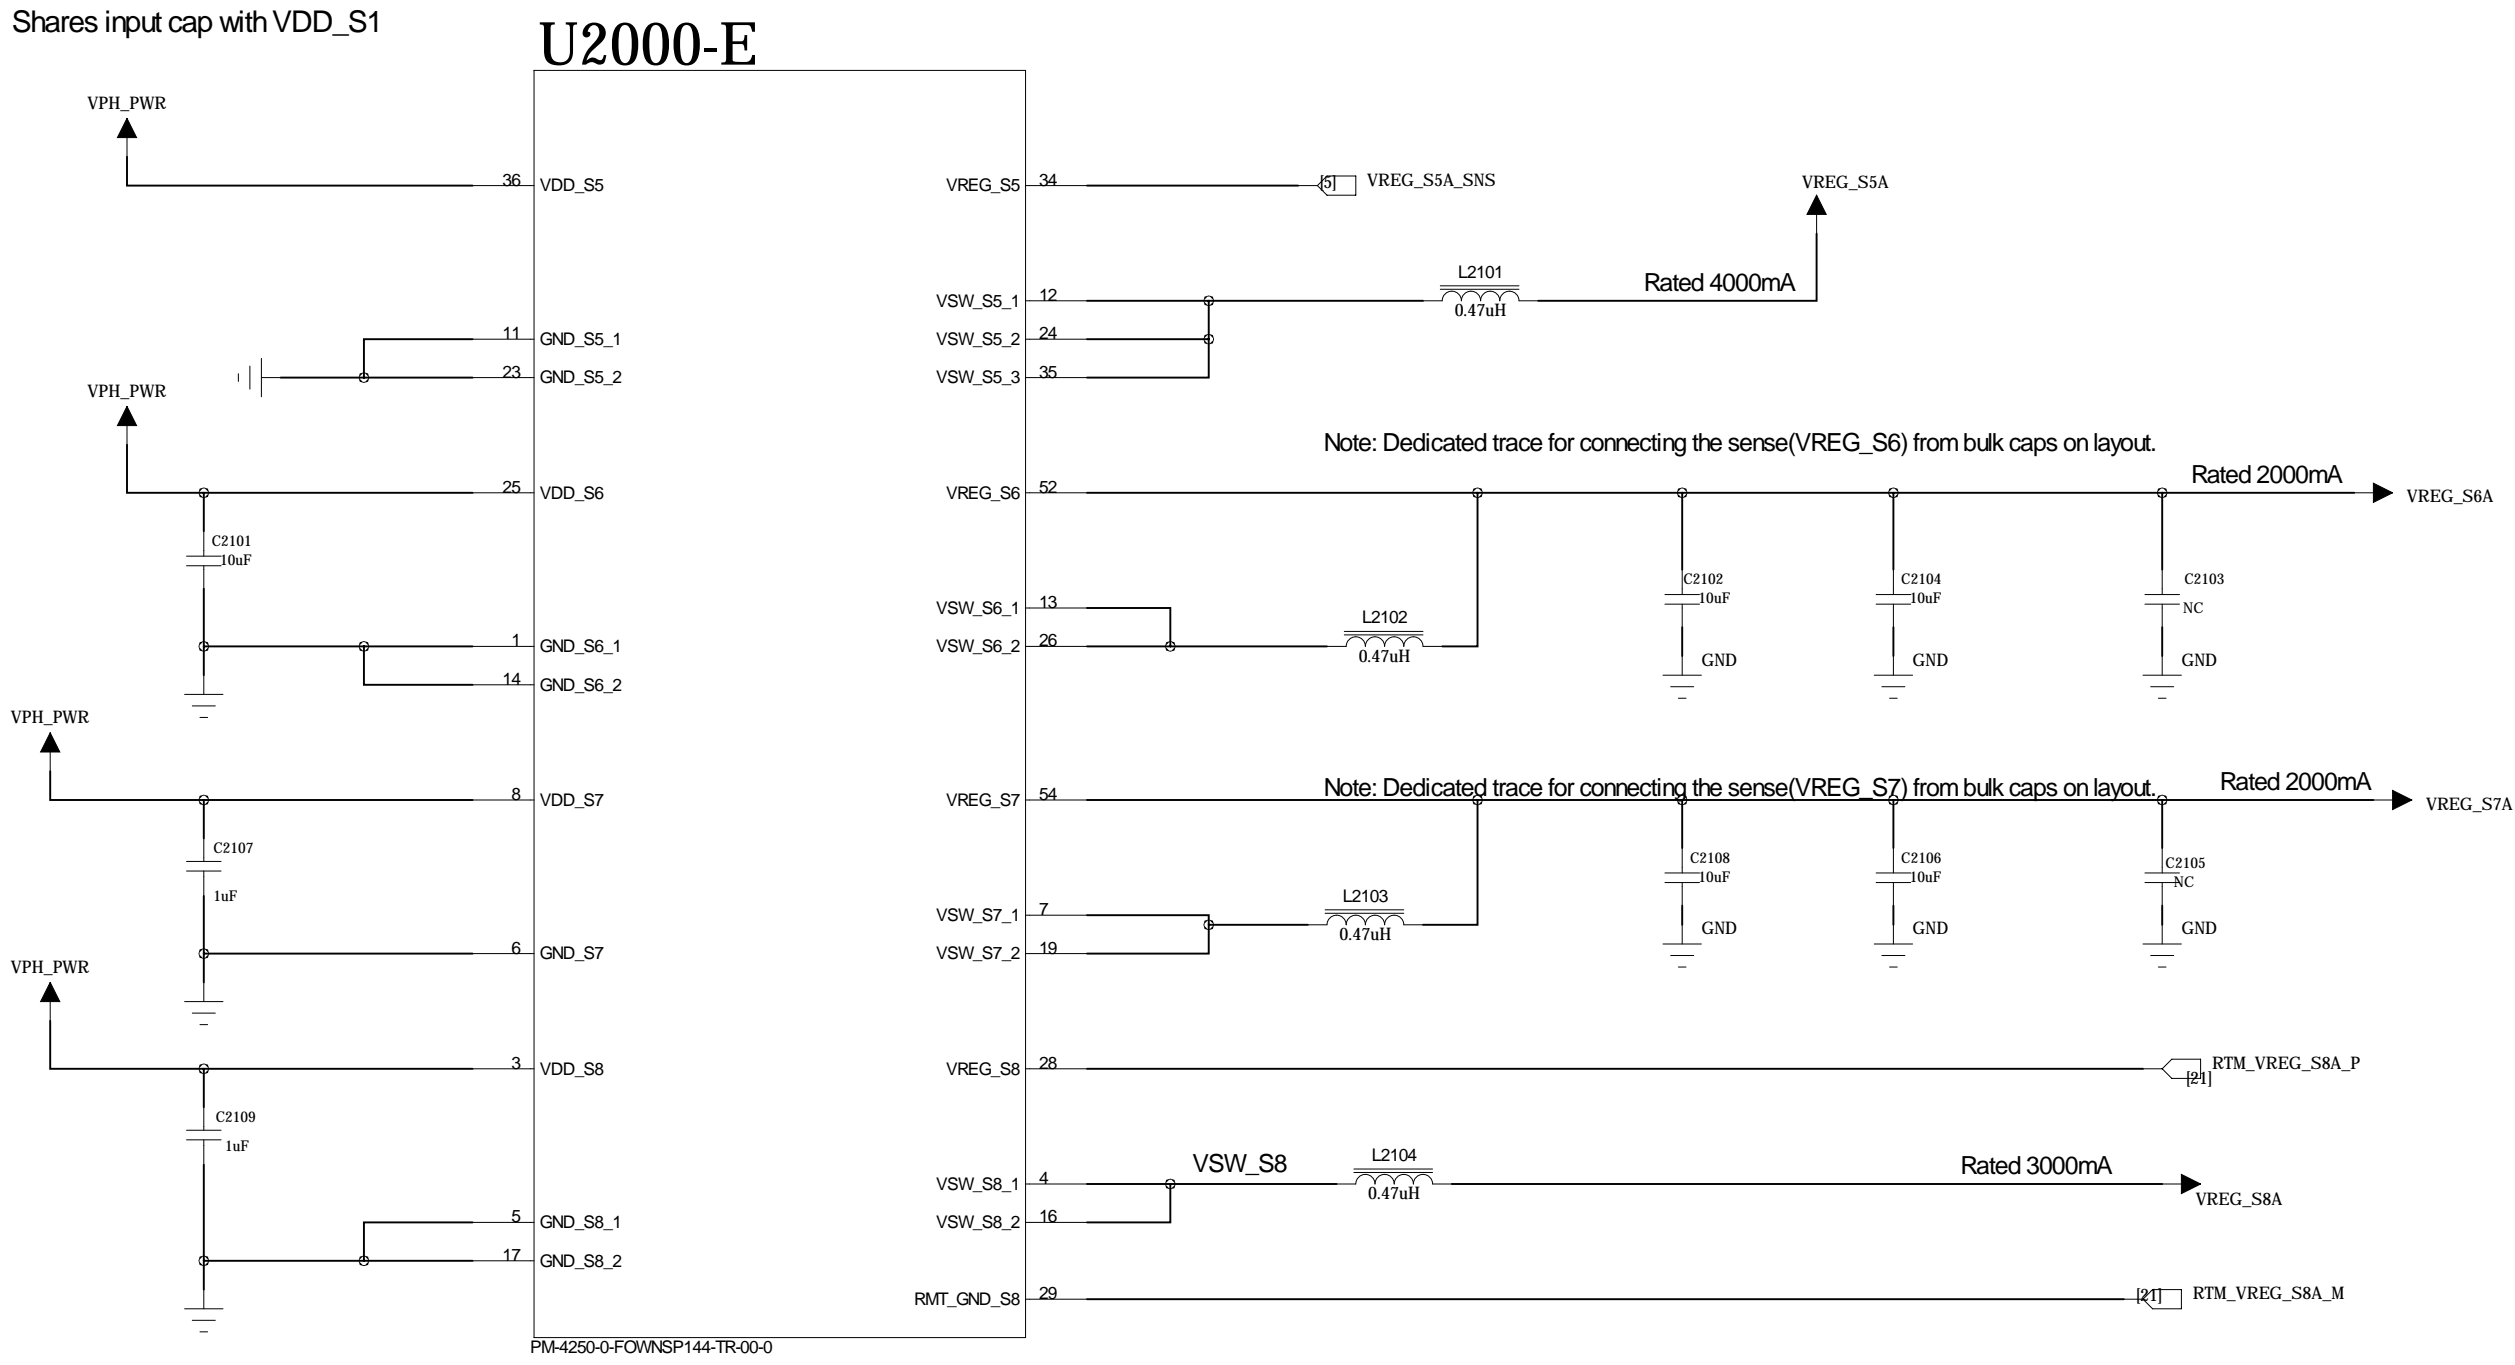 Shares input cap with VDD_S1
U2000-E
VPH_PWR
36 VDD_S5
VREG_S5 34
[5] VREG_S5A_SNS
VREG_S5A
L2101
Rated 4000mA
0.47uH
VSW_S5_1 12
11 GND_S5_1
VSW_S5_2 24
23 GND_S5_2
VSW_S5_3 35
VPH_PWR
Note: Dedicated trace for connecting the sense(VREG_S6) from bulk caps on layout.
Rated 2000mA
25 VDD_S6
VREG_S6 52
VREG_S6A
C2101
10uF
C2102
10uF
C2104
10uF
C2103
NC
VSW_S6_1 13
L2102
0.47uH
1 GND_S6_1
VSW_S6_2 26
GND
GND
GND
14 GND_S6_2
VPH_PWR
Note: Dedicated trace for connecting the sense(VREG_S7) from bulk caps on layout.
Rated 2000mA
8 VDD_S7
VREG_S7 54
VREG_S7A
C2107
1uF
C2108
10uF
C2106
10uF
C2105
NC
L2103
0.47uH
VSW_S7_1 7
GND
GND
GND
6 GND_S7
VSW_S7_2 19
VPH_PWR
3 VDD_S8
VREG_S8 28
RTM_VREG_S8A_P
[21]
C2109
1uF
VSW_S8
L2104
0.47uH
Rated 3000mA
VSW_S8_1 4
VREG_S8A
5 GND_S8_1
VSW_S8_2 16
17 GND_S8_2
RMT_GND_S8 29
[21] RTM_VREG_S8A_M
PM-4250-0-FOWNSP144-TR-00-0